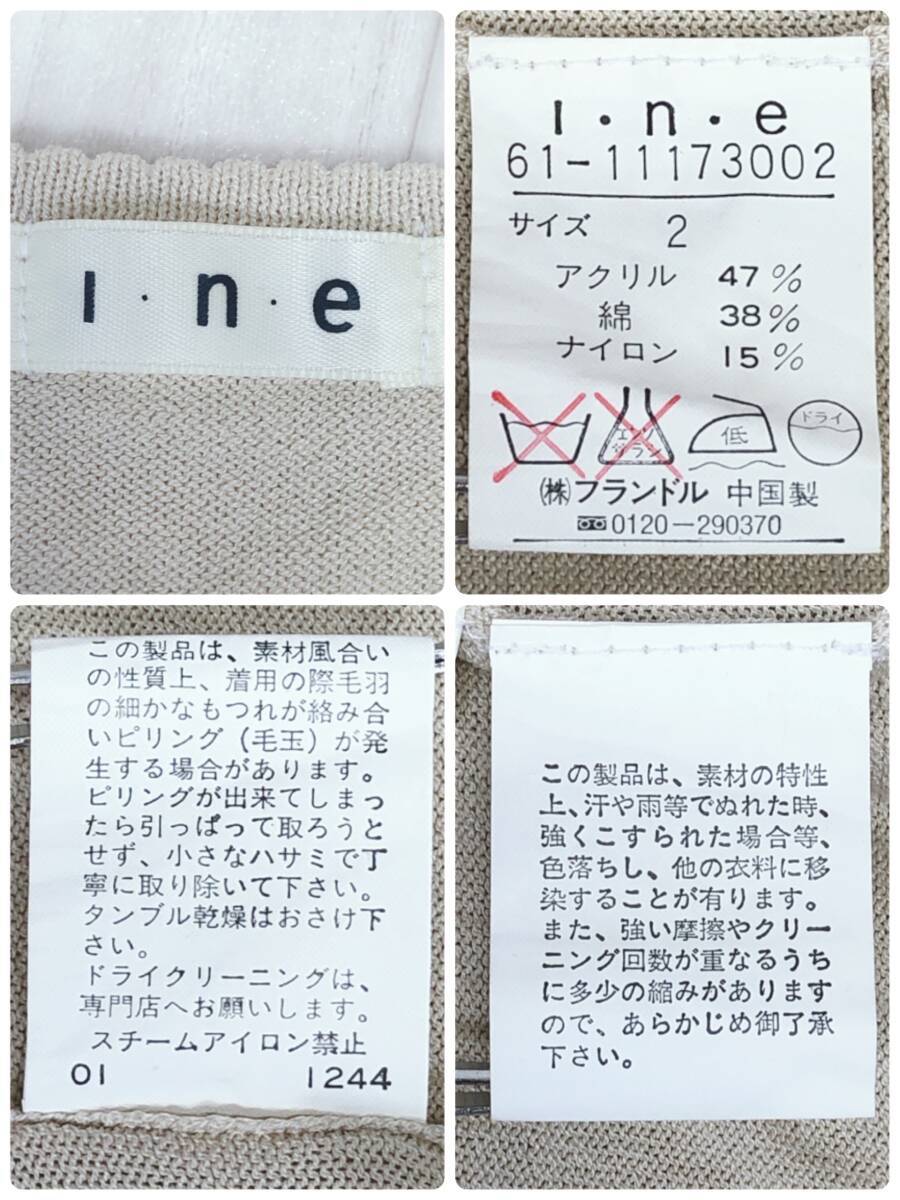 ı・n・e
ı・n・e
61-11173002
サイズ 2
アクリル 47%
綿 38%
ナイロン 15%
エンソ 低 ドライ
サラシ
㈱フランドル 中国製
0120-290370
この製品は、素材風合い
の性質上、着用の際毛羽
の細かなもつれが絡み合
いピリング(毛玉)が発
生する場合があります。
ピリングが出来てしまっ
たら引っぱって取ろうと
せず、小さなハサミで丁
寧に取り除いて下さい。
タンブル乾燥はおさけ下
さい。
ドライクリーニングは、
専門店へお願いします。
スチームアイロン禁止
01 1244
この製品は、素材の特性
上、汗や雨等でぬれた時、
強くこすられた場合等、
色落ちし、他の衣料に移
染することが有ります。
また、強い摩擦やクリー
ニング回数が重なるうち
に多少の縮みがあります
ので、あらかじめ御了承
下さい。